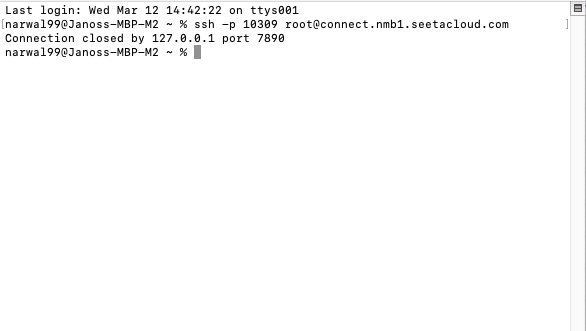 Last login: Wed Mar 12 14:42:22 on ttys001
[narwal99@Janoss-MBP-M2 ~ % ssh -p 10309 root@connect.nmb1.seetacloud.com ]
Connection closed by 127.0.0.1 port 7890
narwal99@Janoss-MBP-M2 ~ %